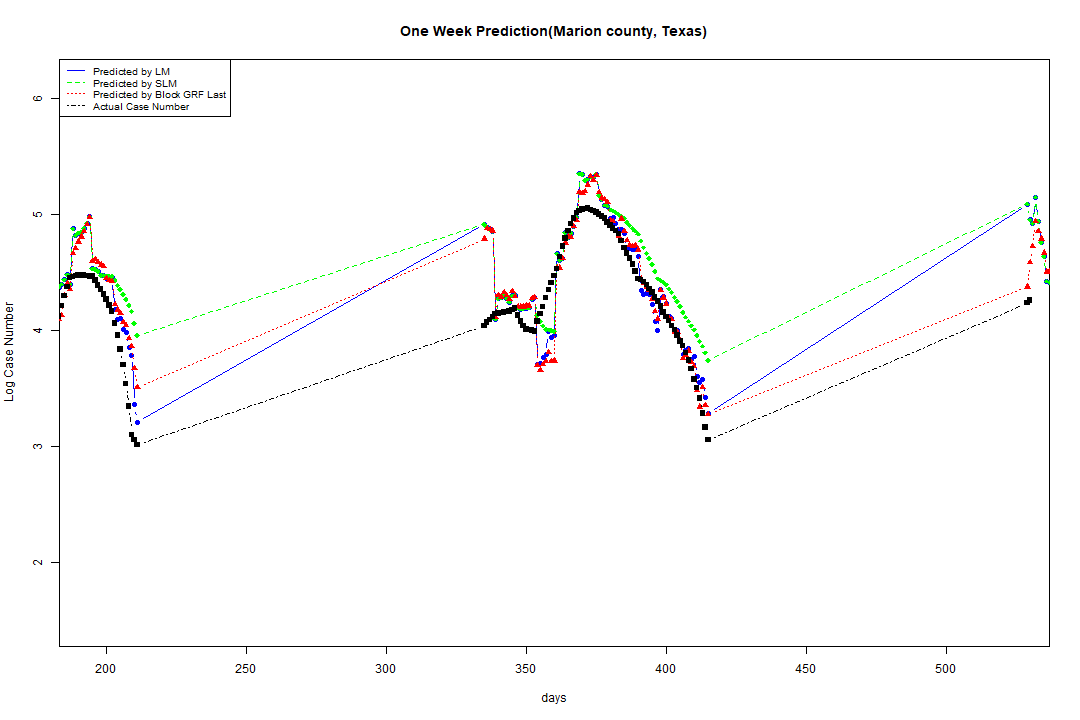 One Week Prediction(Marion county, Texas)
Predicted by LM
Predicted by SLM
Predicted by Block GRF Last
Actual Case Number
6
5
4
3
2
Log Case Number
200 250 300 350 400 450 500
days